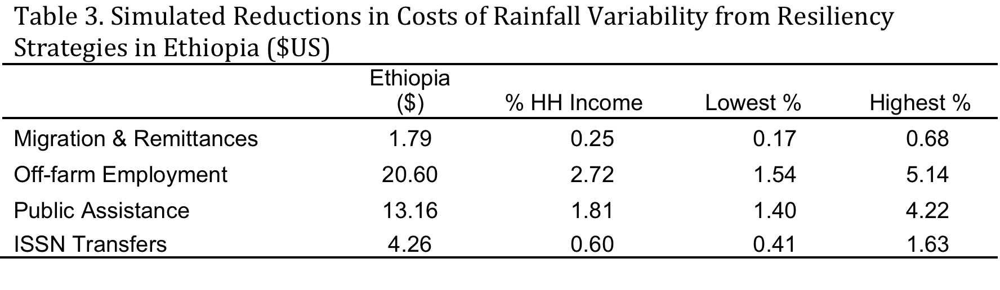 Table 3. Simulated Reductions in Costs of Rainfall Variability from Resiliency
Strategies in Ethiopia ($US)
Ethiopia
($) % HH Income Lowest % Highest %
Migration & Remittances 1.79 0.25 0.17 0.68
Off-farm Employment 20.60 2.72 1.54 5.14
Public Assistance 13.16 1.81 1.40 4.22
ISSN Transfers 4.26 0.60 0.41 1.63